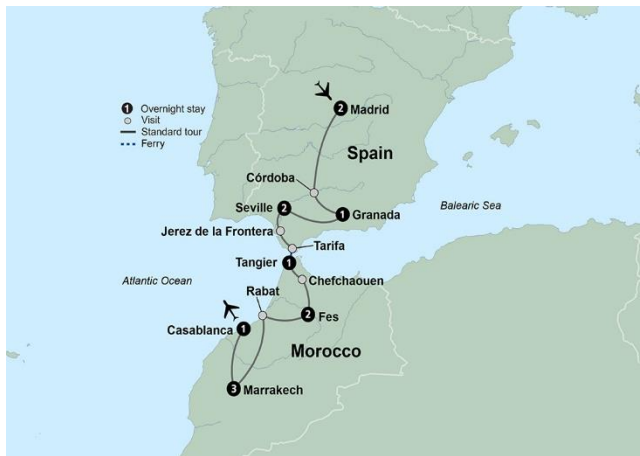 1 Overnight stay
Visit
Standard tour
Ferry
2 Madrid
Spain
Córdoba
Seville 2
1 Granada
Balearic Sea
Jerez de la Frontera
Tarifa
Tangier 1
Atlantic Ocean
Chefchaouen
Rabat
2 Fes
Casablanca 1
Morocco
3 Marrakech